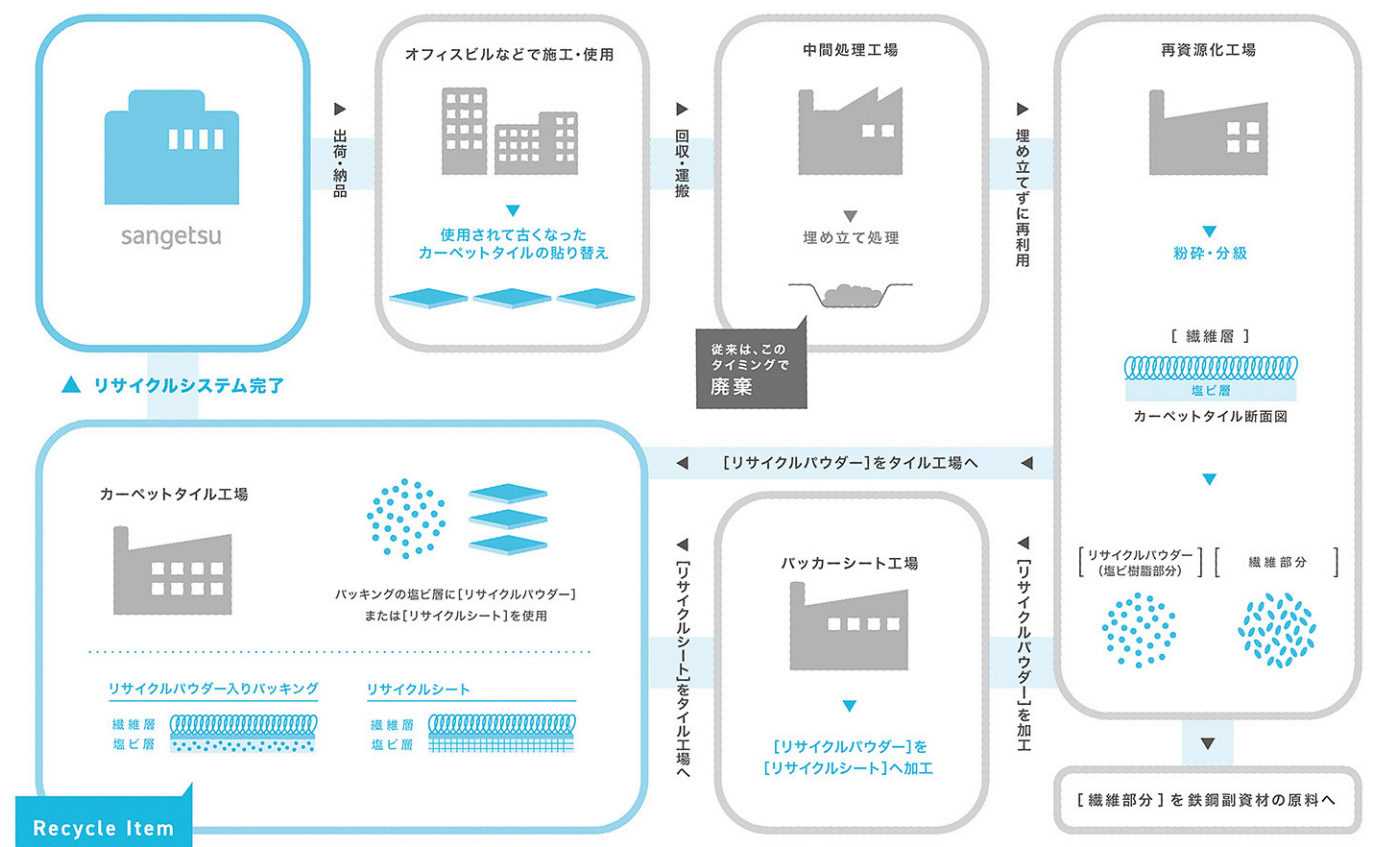 sangetsu
出荷・納品
オフィスビルなどで施工・使用
使用されて古くなった
カーペットタイルの貼り替え
回収・運搬
中間処理工場
埋め立て処理
従来は、この
タイミングで
廃棄
埋め立てずに再利用
再資源化工場
粉砕・分級
[ 繊維層 ]
塩ビ層
カーペットタイル断面図
[リサイクルパウダー
(塩ビ樹脂部分)]
[繊維部分]
[繊維部分]を鉄鋼副資材の原料へ
[リサイクルパウダー]をタイル工場へ
[リサイクルパウダー]を加工
バッカーシート工場
[リサイクルパウダー]を
[リサイクルシート]へ加工
[リサイクルシート]をタイル工場へ
カーペットタイル工場
バッキングの塩ビ層に[リサイクルパウダー]
または[リサイクルシート]を使用
リサイクルパウダー入りバッキング
繊維層
塩ビ層
リサイクルシート
繊維層
塩ビ層
Recycle Item
▲ リサイクルシステム完了